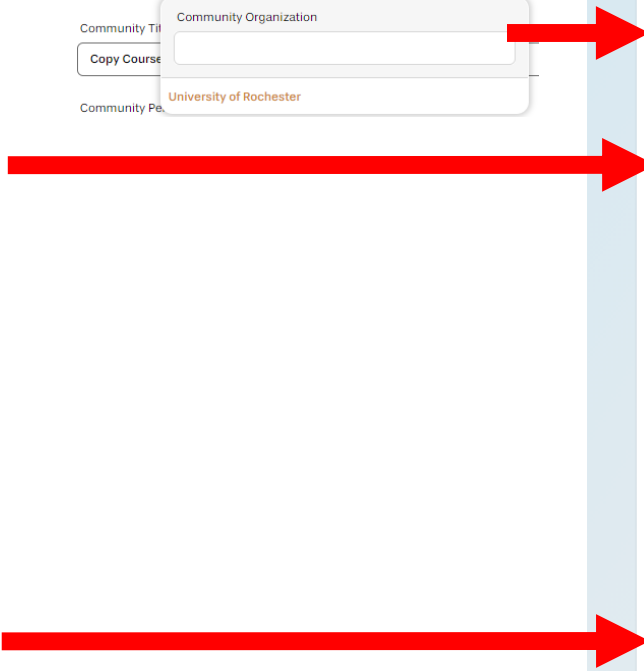 Community Organization
Community Tit
Copy Course
University of Rochester
Community Pe